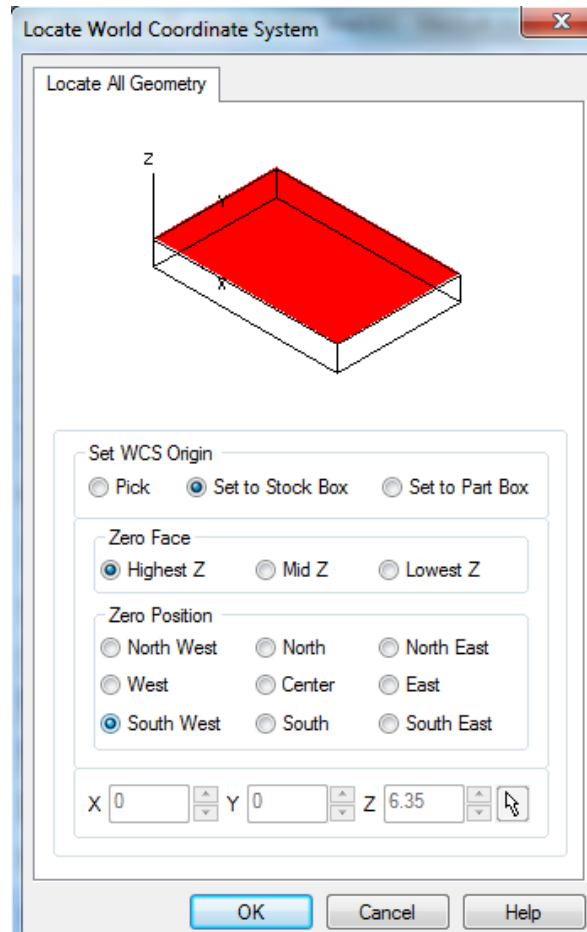 Locate World Coordinate System
Locate All Geometry
Z
Y
X
Set WCS Origin
Pick Set to Stock Box Set to Part Box
Zero Face
Highest Z Mid Z Lowest Z
Zero Position
North West North North East
West Center East
South West South South East
X 0 Y 0 Z 6.35
OK Cancel Help